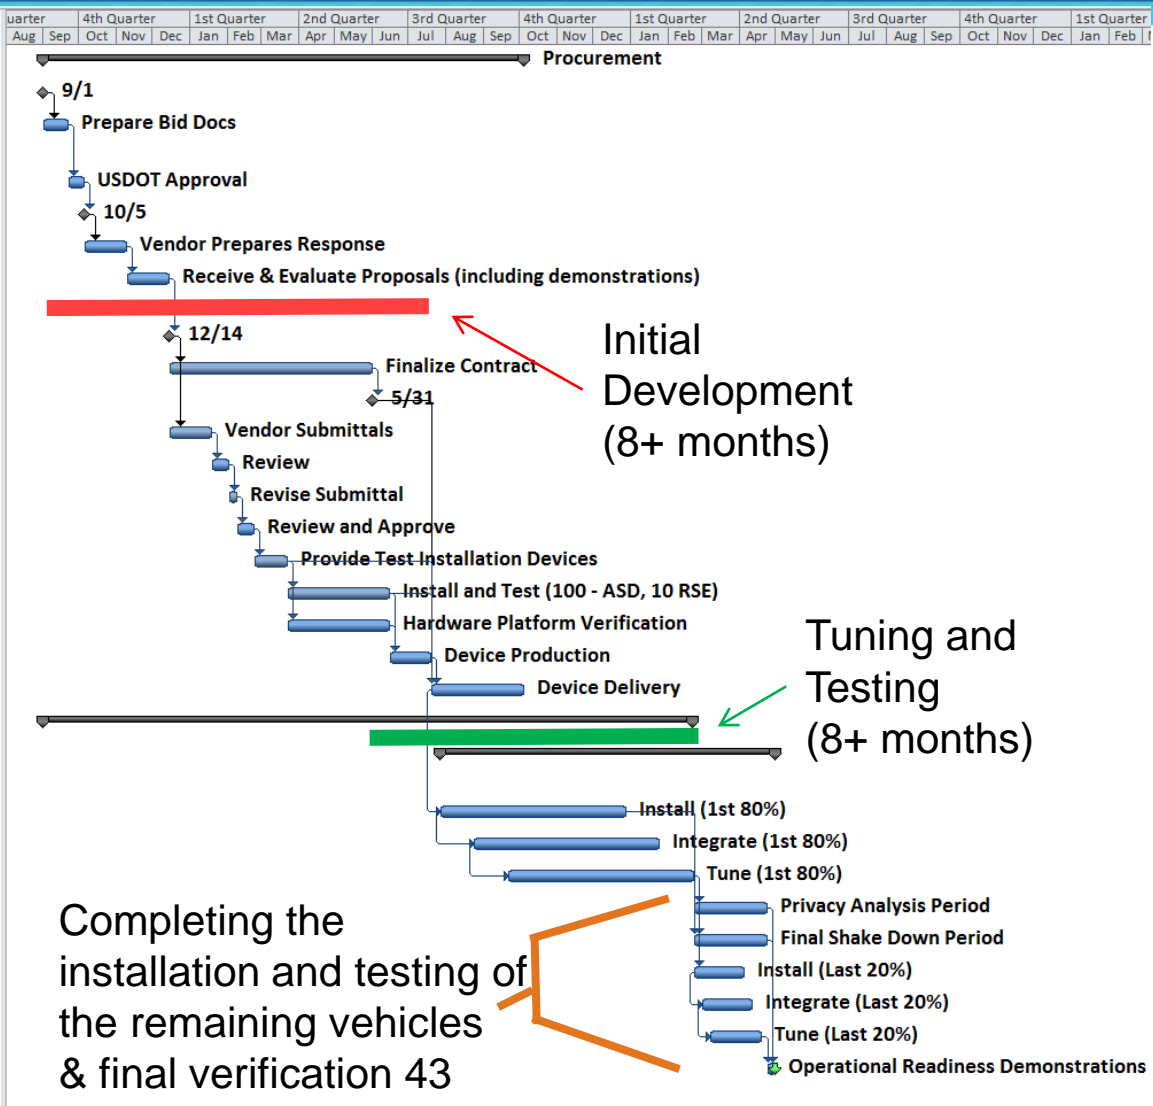 uarter 4th Quarter 1st Quarter 2nd Quarter 3rd Quarter 4th Quarter 1st Quarter 2nd Quarter 3rd Quarter 4th Quarter 1st Quarter
Aug Sep Oct Nov Dec Jan Feb Mar Apr May Jun Jul Aug Sep Oct Nov Dec Jan Feb Mar Apr May Jun Jul Aug Sep Oct Nov Dec Jan Feb
Procurement
9/1
Prepare Bid Docs
USDOT Approval
10/5
Vendor Prepares Response
Receive & Evaluate Proposals (including demonstrations)
12/14
Finalize Contract
5/31
Initial
Development
(8+ months)
Vendor Submittals
Review
Revise Submittal
Review and Approve
Provide Test Installation Devices
Install and Test (100 - ASD, 10 RSE)
Hardware Platform Verification
Device Production
Device Delivery
Tuning and
Testing
(8+ months)
Install (1st 80%)
Integrate (1st 80%)
Tune (1st 80%)
Privacy Analysis Period
Final Shake Down Period
Install (Last 20%)
Integrate (Last 20%)
Tune (Last 20%)
Operational Readiness Demonstrations
Completing the
installation and testing of
the remaining vehicles
& final verification 43